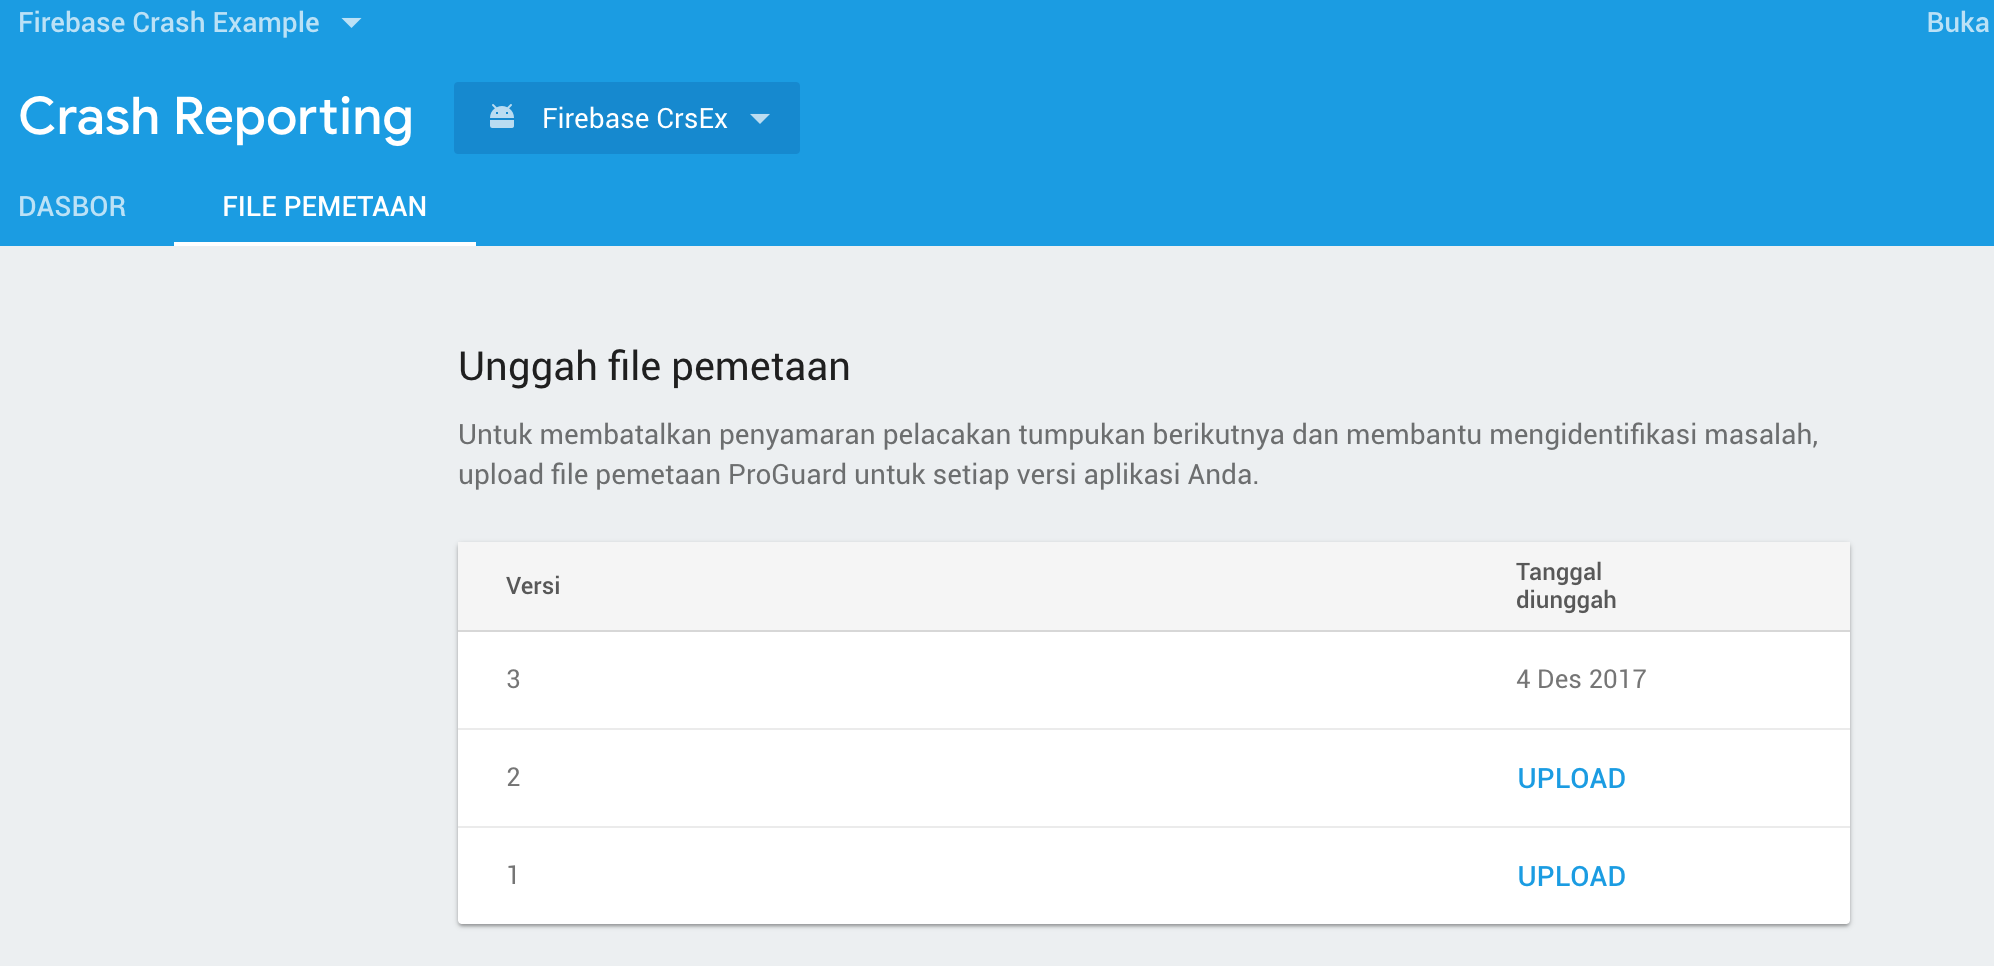 Firebase Crash Example
Buka
Crash Reporting
Firebase CrsEx
DASBOR
FILE PEMETAAN
Unggah file pemetaan
Untuk membatalkan penyamaran pelacakan tumpukan berikutnya dan membantu mengidentifikasi masalah,
upload file pemetaan ProGuard untuk setiap versi aplikasi Anda.
Versi
Tanggal
diunggah
3
4 Des 2017
2
UPLOAD
1
UPLOAD